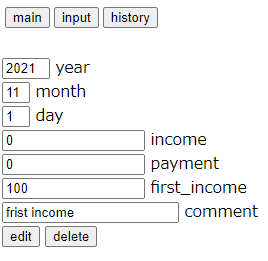 main input history
2021 year
11 month
1 day
0 income
0 payment
100 first_income
frist income comment
edit delete